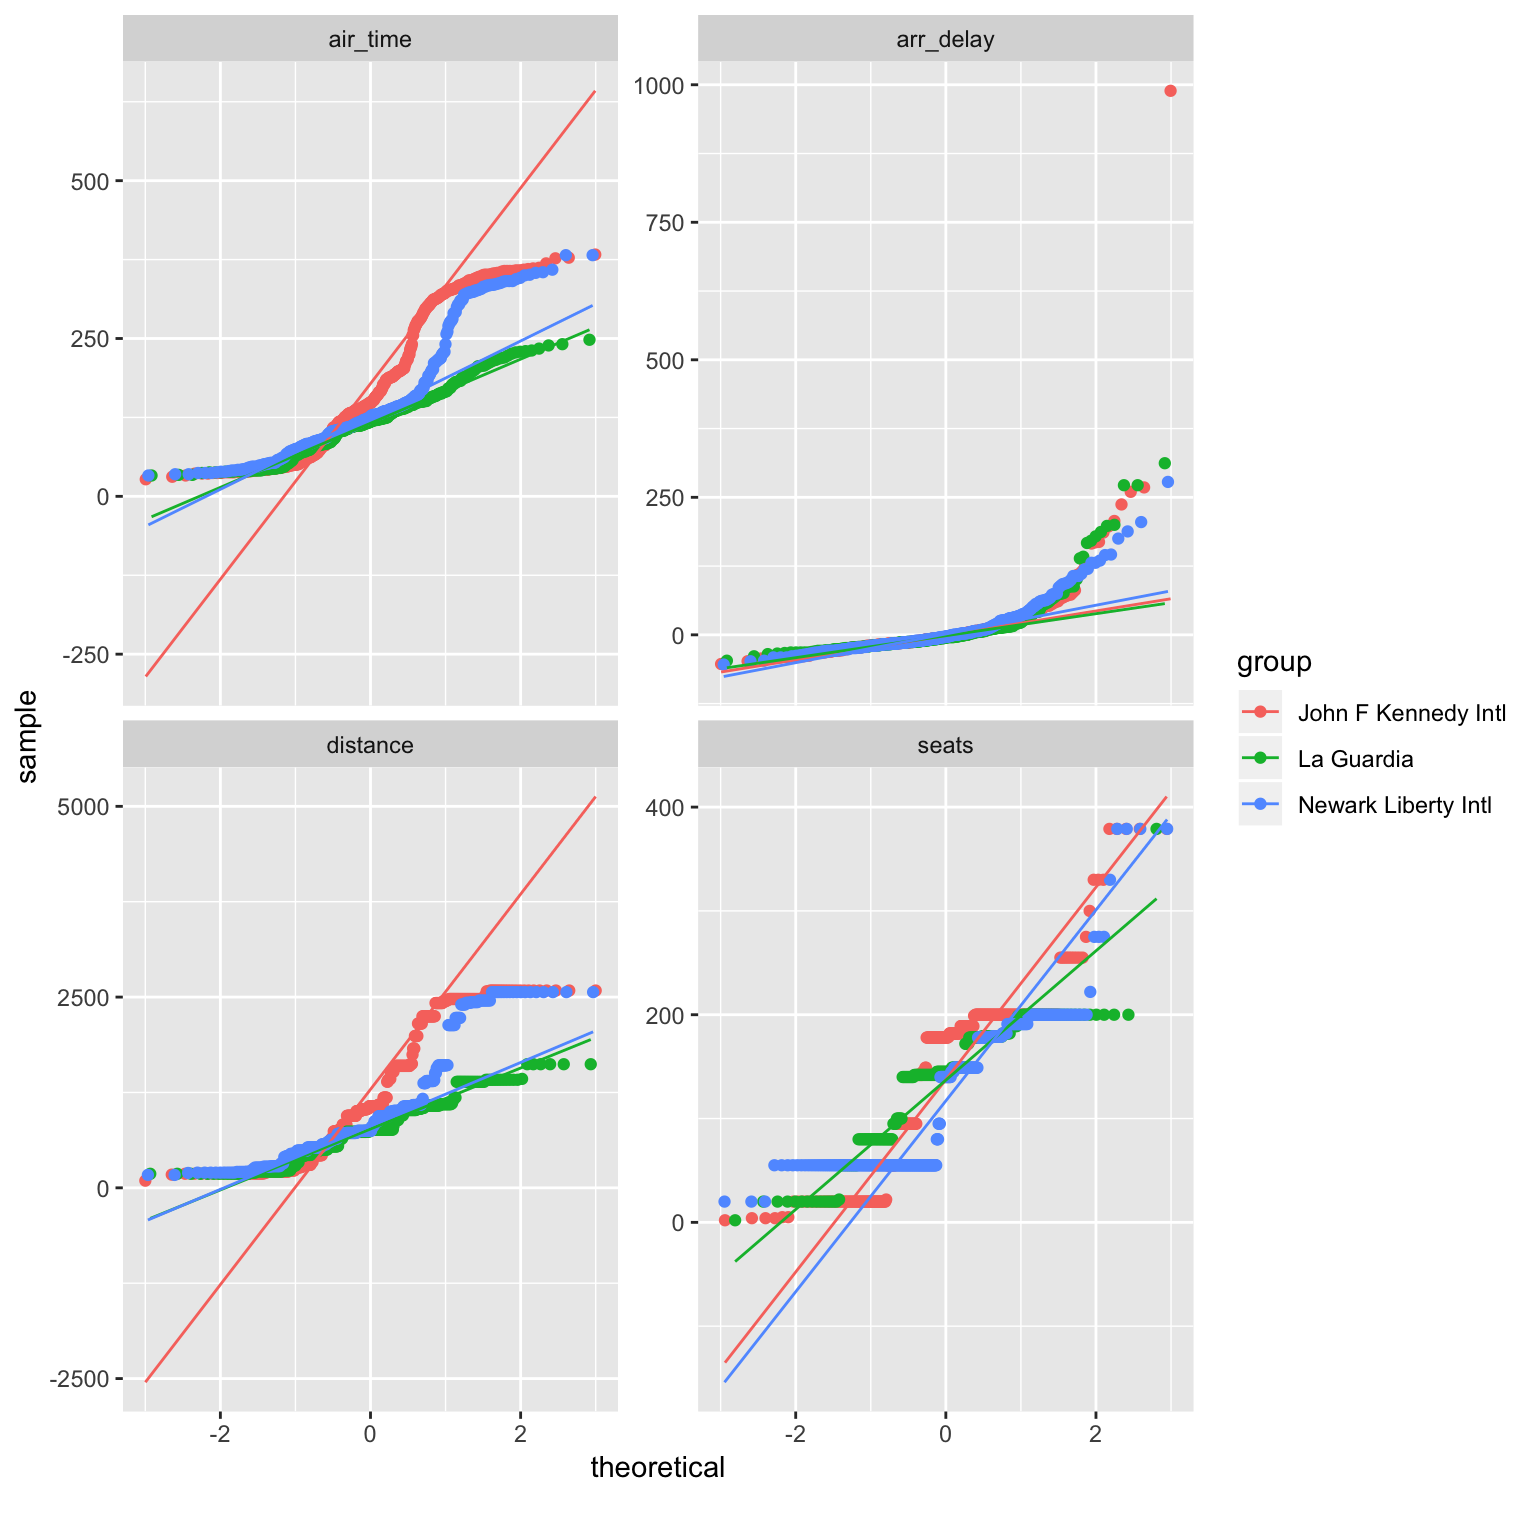 air_time
arr_delay
500
250
0
-250
1000
750
500
250
0
distance
seats
5000
2500
0
-2500
400
200
0
-2 0 2
-2 0 2
theoretical
sample
group
John F Kennedy Intl
La Guardia
Newark Liberty Intl